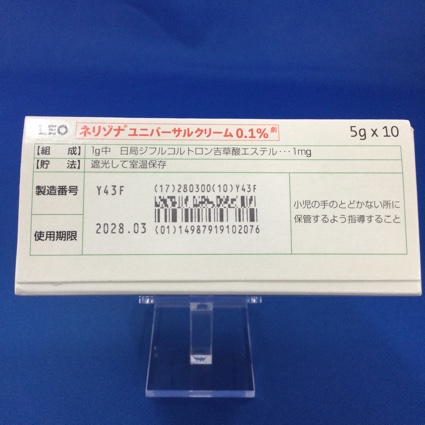 LEO ネリゾナ® ユニバーサルクリーム 0.1% 劇 5g x 10
【組 成】 1g中 日局ジフルコルトロン吉草酸エステル･･･1mg
【貯 法】 遮光して室温保存
製造番号 Y43F
(17)280300(10)Y43F
使用期限 2028.03
(01)14987919102076
小児の手のとどかない所に
保管するよう指導すること